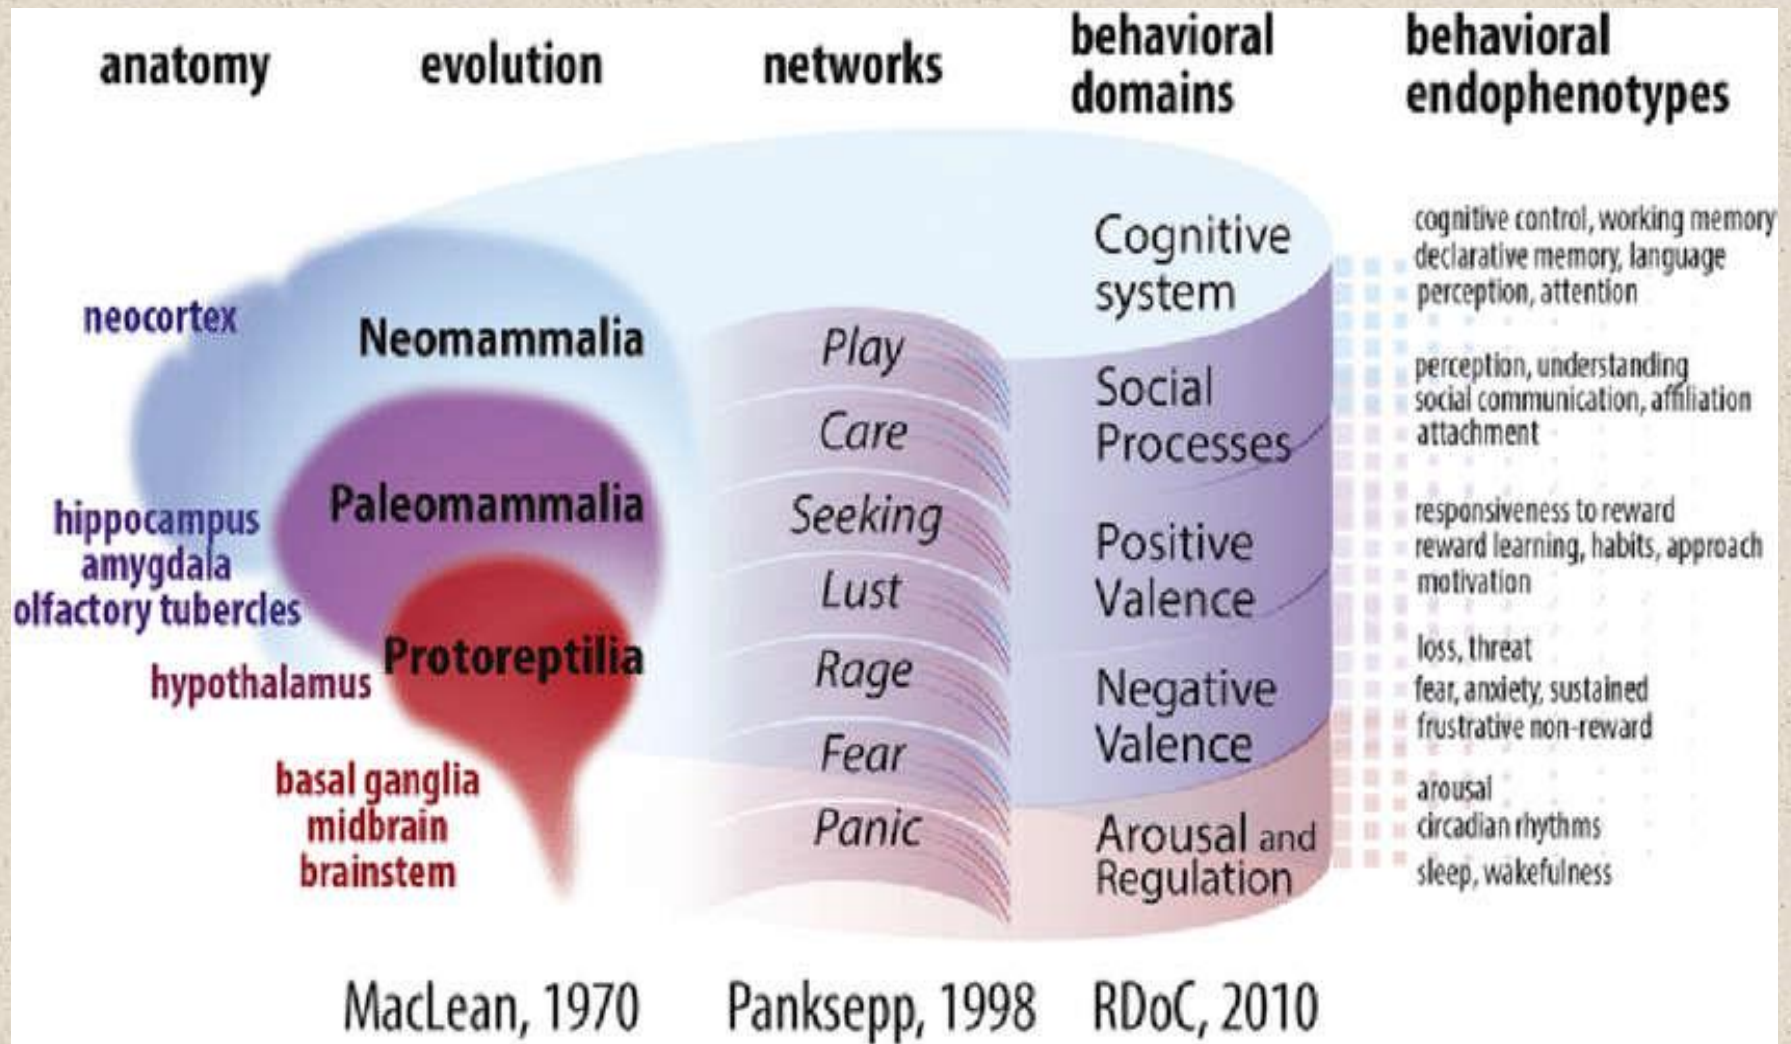 anatomy
evolution
networks
behavioral
domains
behavioral
endophenotypes
neocortex
hippocampus
amygdala
olfactory tubercles
hypothalamus
basal ganglia
midbrain
brainstem
Neomammalia
Paleomammalia
Protoreptilia
Play
Care
Seeking
Lust
Rage
Fear
Panic
Cognitive
system
Social
Processes
Positive
Valence
Negative
Valence
Arousal and
Regulation
cognitive control, working memory
declarative memory, language
perception, attention
perception, understanding
social communication, affiliation
attachment
responsiveness to reward
reward learning, habits, approach
motivation
loss, threat
fear, anxiety, sustained
frustrative non-reward
arousal
circadian rhythms
sleep, wakefulness
MacLean, 1970
Panksepp, 1998
RDoC, 2010